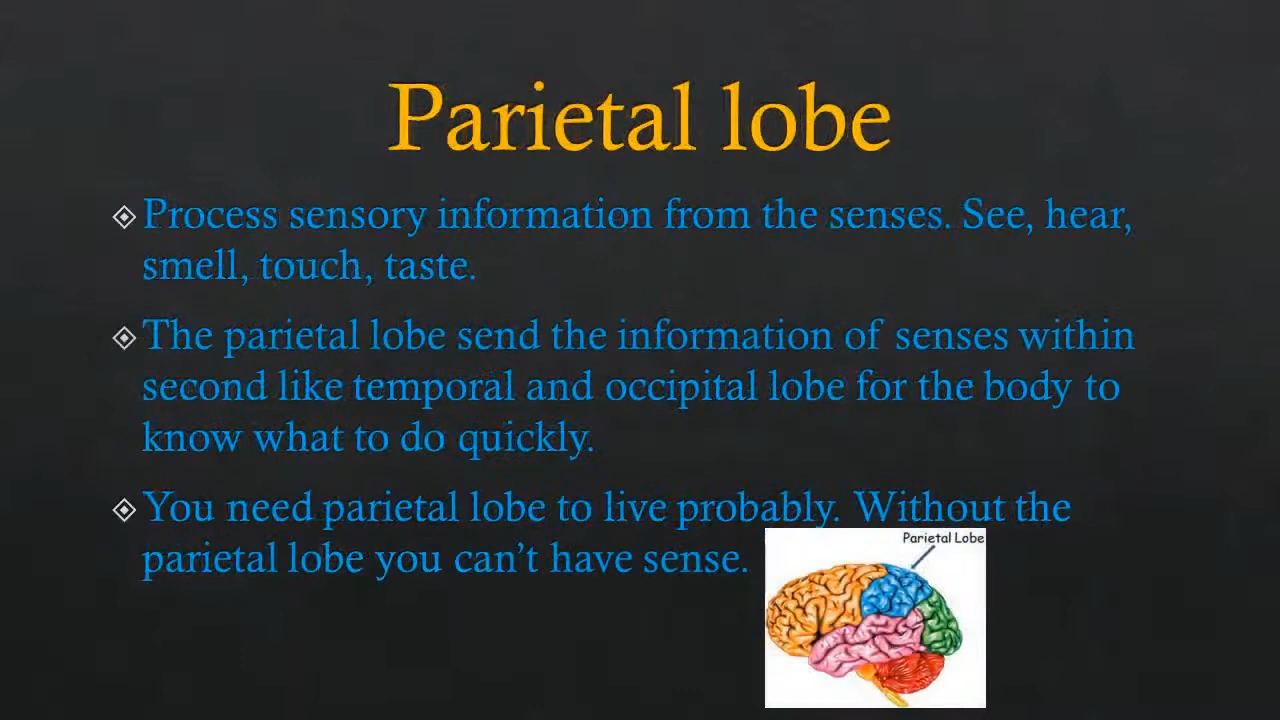 Parietal lobe
Process sensory information from the senses. See, hear,
smell, touch, taste.
The parietal lobe send the information of senses within
second like temporal and occipital lobe for the body to
know what to do quickly.
You need parietal lobe to live probably. Without the
parietal lobe you can’t have sense.
Parietal Lobe